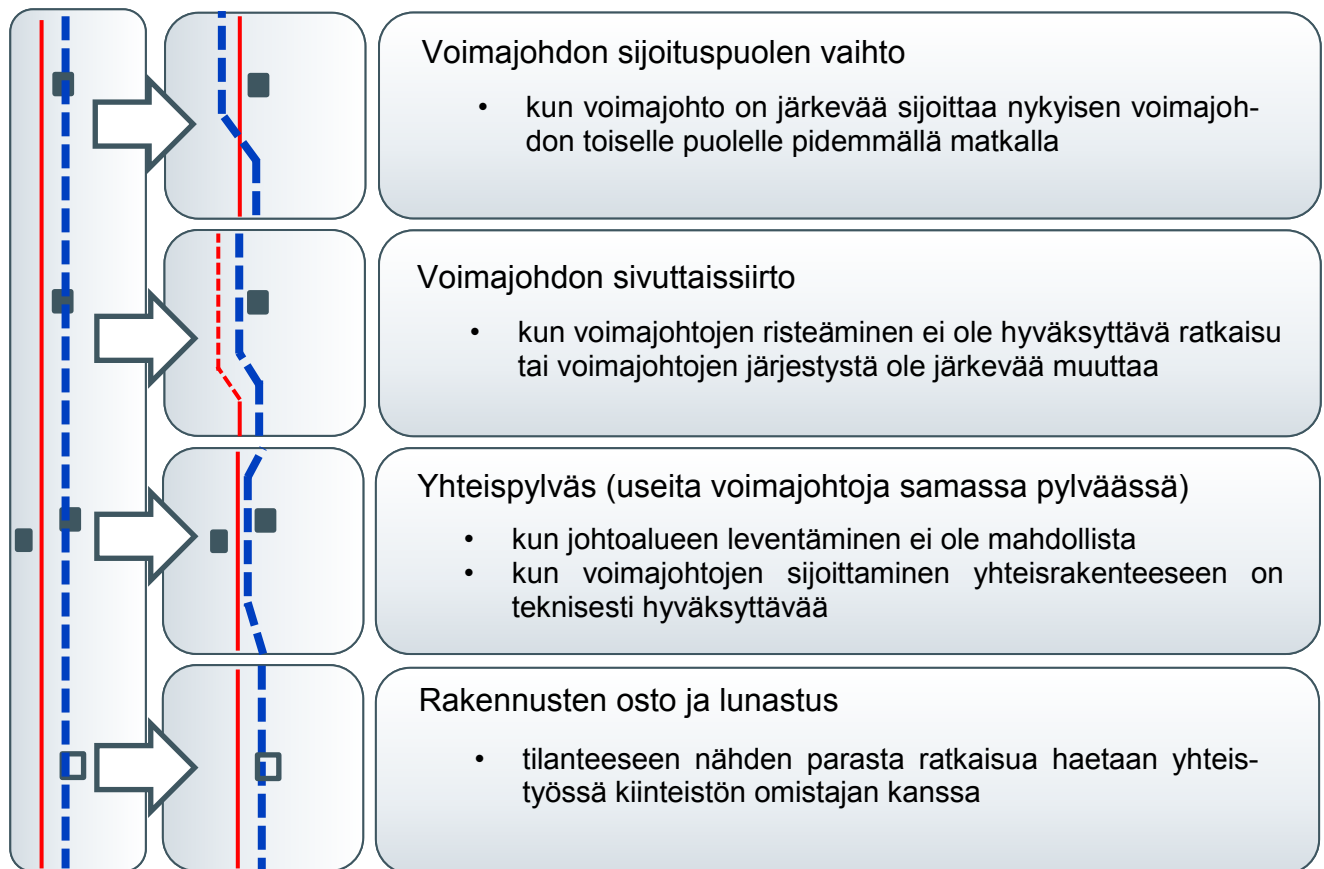 Voimajohdon sijoituspuolen vaihto
• kun voimajohto on järkevää sijoittaa nykyisen voimajoh-
don toiselle puolelle pidemmällä matkalla
Voimajohdon sivuttaissiirto
• kun voimajohtojen risteäminen ei ole hyväksyttävä ratkaisu
tai voimajohtojen järjestystä ole järkevää muuttaa
Yhteispylväs (useita voimajohtoja samassa pylväässä)
• kun johtoalueen leventäminen ei ole mahdollista
• kun voimajohtojen sijoittaminen yhteisrakenteeseen on
teknisesti hyväksyttävää
Rakennusten osto ja lunastus
• tilanteeseen nähden parasta ratkaisua haetaan yhteis-
työssä kiinteistön omistajan kanssa